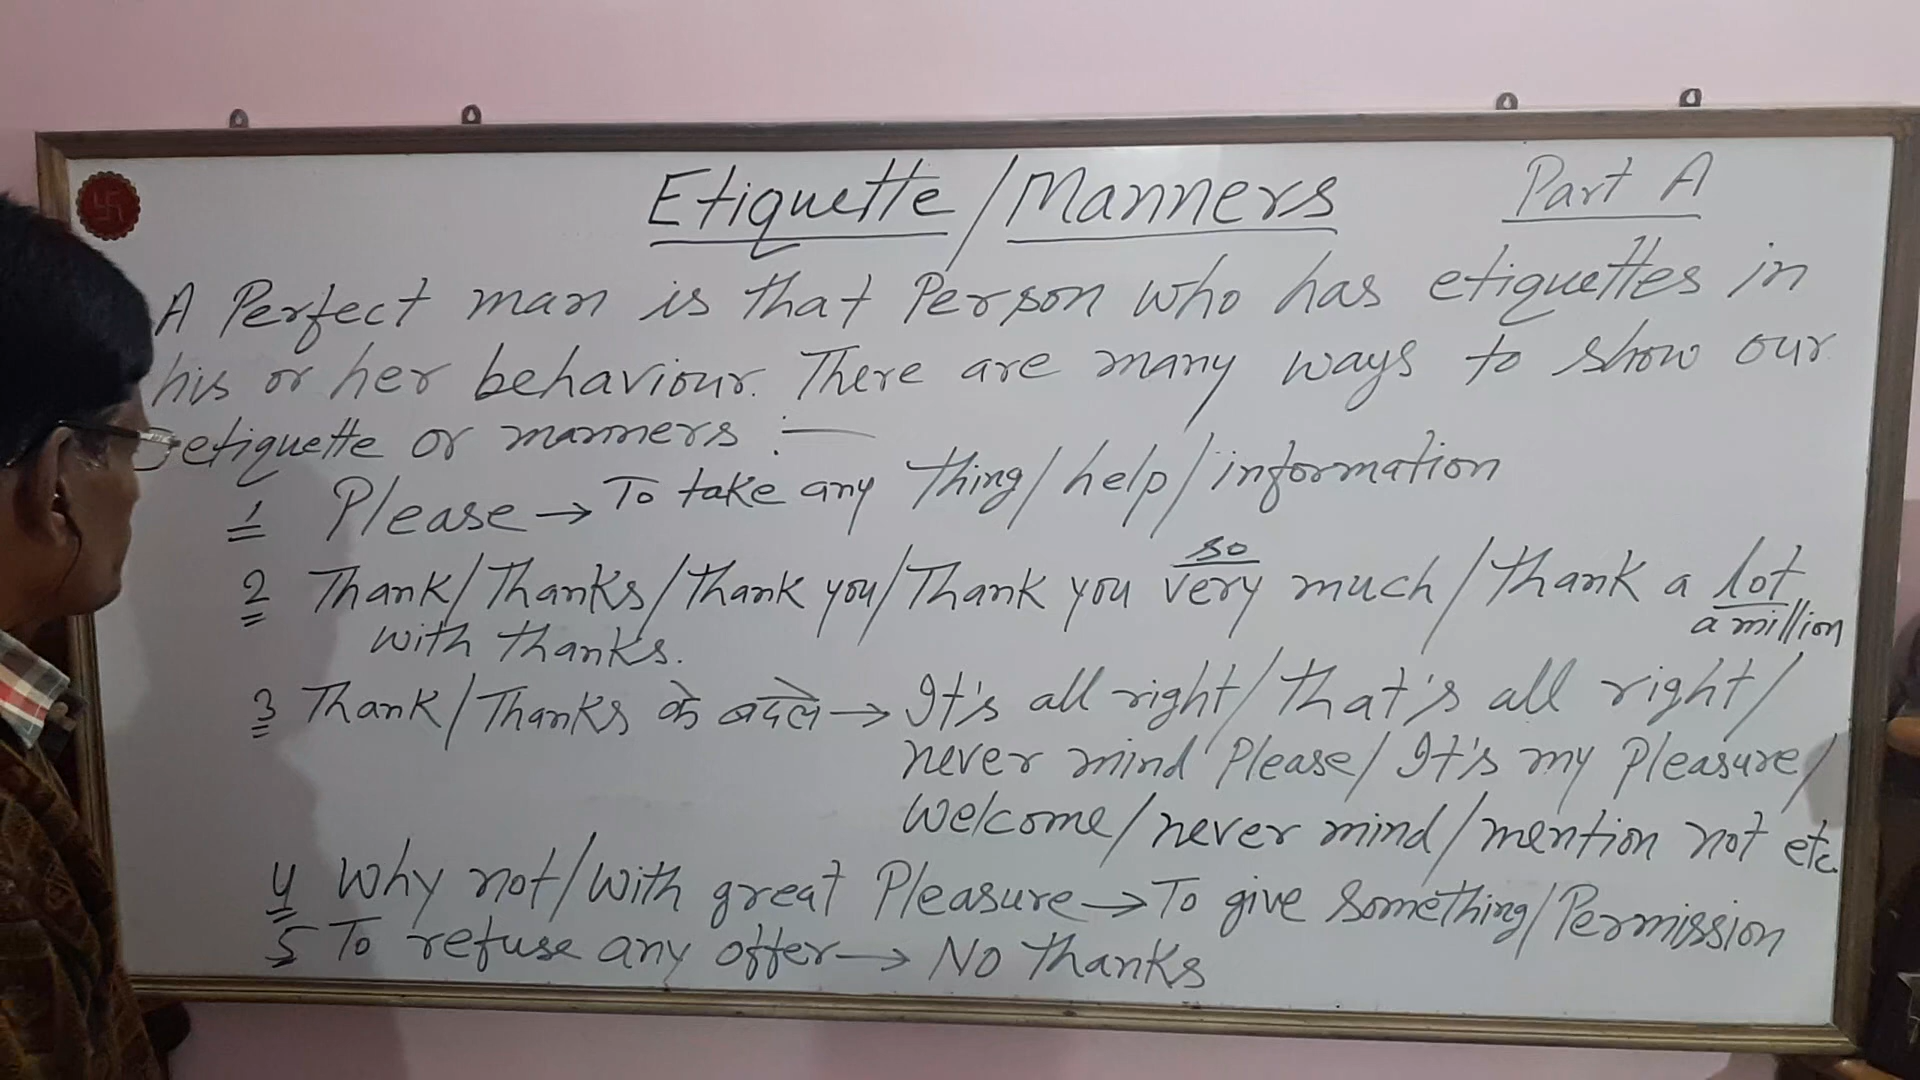 Etiquette/Manners Part A
A Perfect man is that Person who has etiquettes in
his or her behaviour. There are many ways to show our
etiquette or manners :—
1 Please → To take any thing/help/information
2 Thank/Thanks/Thank you/Thank you very much/Thank a lot
so
a million
with thanks.
3 Thank/Thanks के बदले → It's all right/That's all right/
never mind Please/It's my Pleasure/
Welcome/never mind/mention not etc.
4 Why not/With great Pleasure → To give Something/Permission
5 To refuse any offer → No Thanks